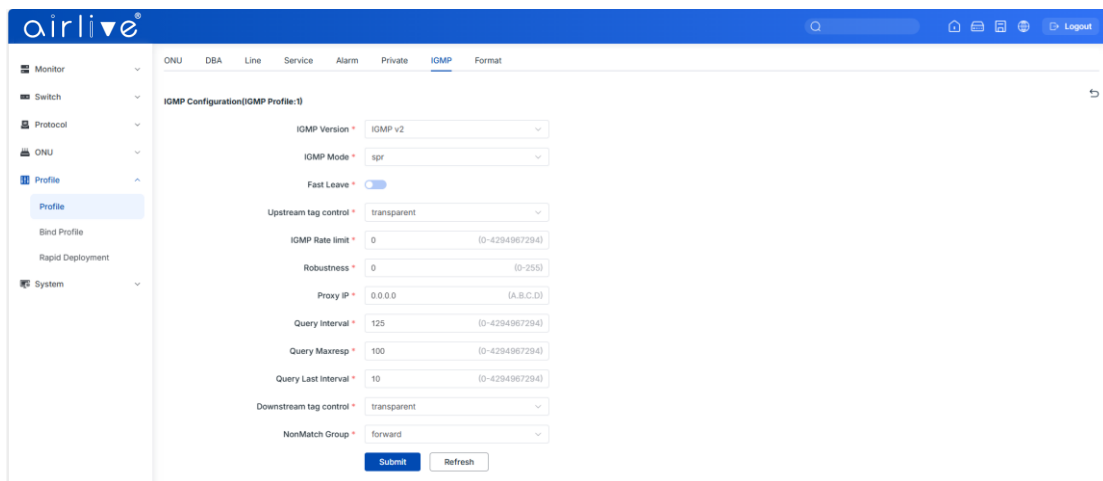 airlive®
Logout
Monitor
Switch
Protocol
ONU
Profile
Profile
Bind Profile
Rapid Deployment
System
ONU DBA Line Service Alarm Private IGMP Format
IGMP Configuration(IGMP Profile:1)
IGMP Version * IGMP v2
IGMP Mode * spr
Fast Leave *
Upstream tag control * transparent
IGMP Rate limit * 0 (0-4294967294)
Robustness * 0 (0-255)
Proxy IP * 0.0.0.0 (A.B.C.D)
Query Interval * 125 (0-4294967294)
Query Maxresp * 100 (0-4294967294)
Query Last Interval * 10 (0-4294967294)
Downstream tag control * transparent
NonMatch Group * forward
Submit Refresh